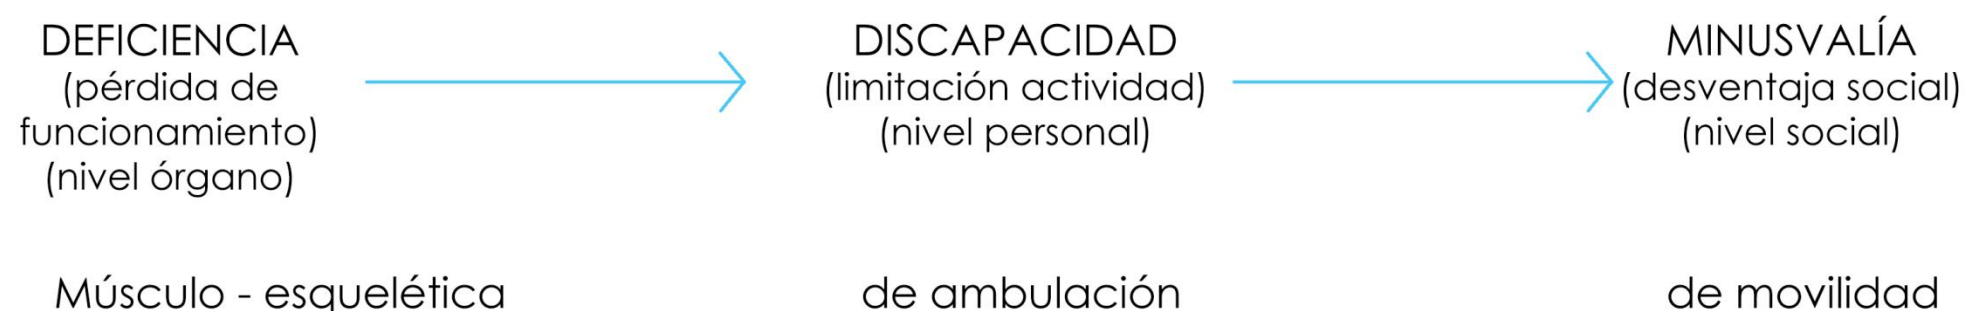 DEFICIENCIA
(pérdida de
funcionamiento)
(nivel órgano)
DISCAPACIDAD
(limitación actividad)
(nivel personal)
MINUSVALÍA
(desventaja social)
(nivel social)
Músculo - esquelética
de ambulación
de movilidad